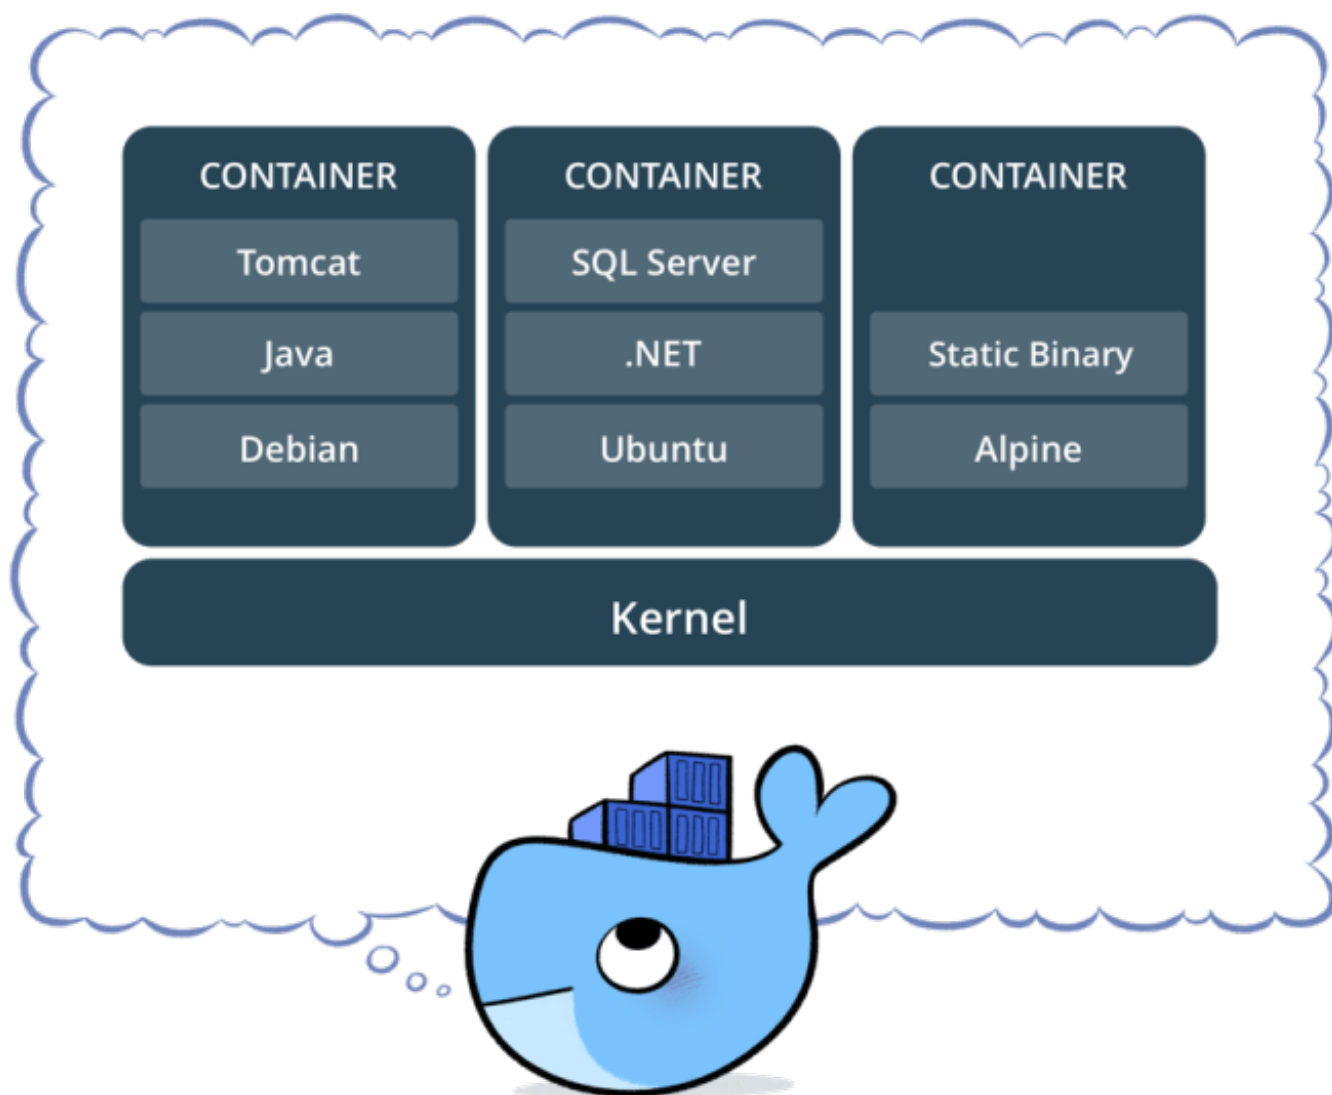 CONTAINER
Tomcat
Java
Debian
CONTAINER
SQL Server
.NET
Ubuntu
CONTAINER
Static Binary
Alpine
Kernel